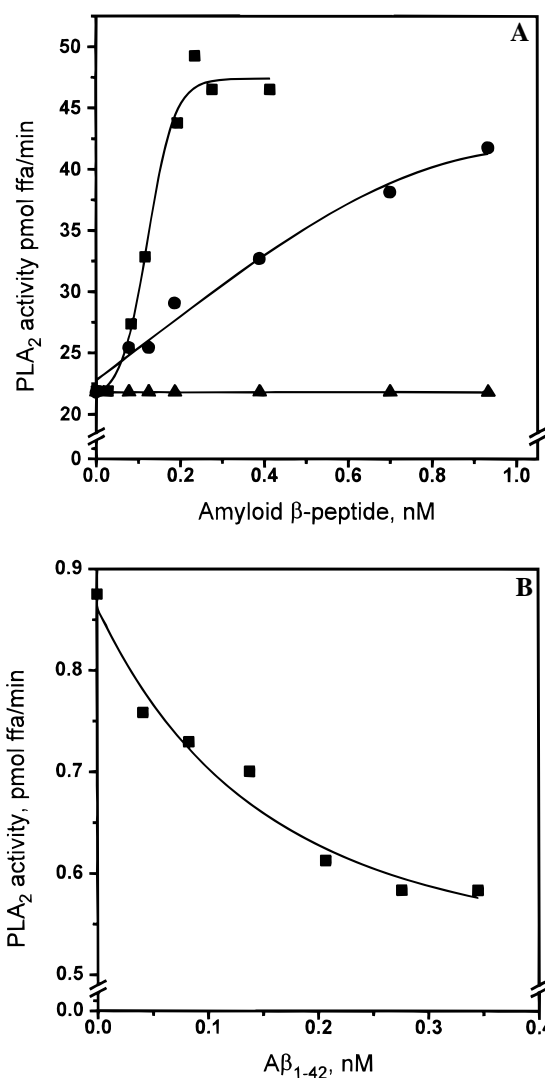 A
PLA2 activity pmol ffa/min
50
45
40
35
30
25
20
0
0.0 0.2 0.4 0.6 0.8 1.0
Amyloid β-peptide, nM
B
PLA2 activity, pmol ffa/min
0.9
0.8
0.7
0.6
0.5
0.0
0.0 0.1 0.2 0.3 0.4
Aβ1-42, nM